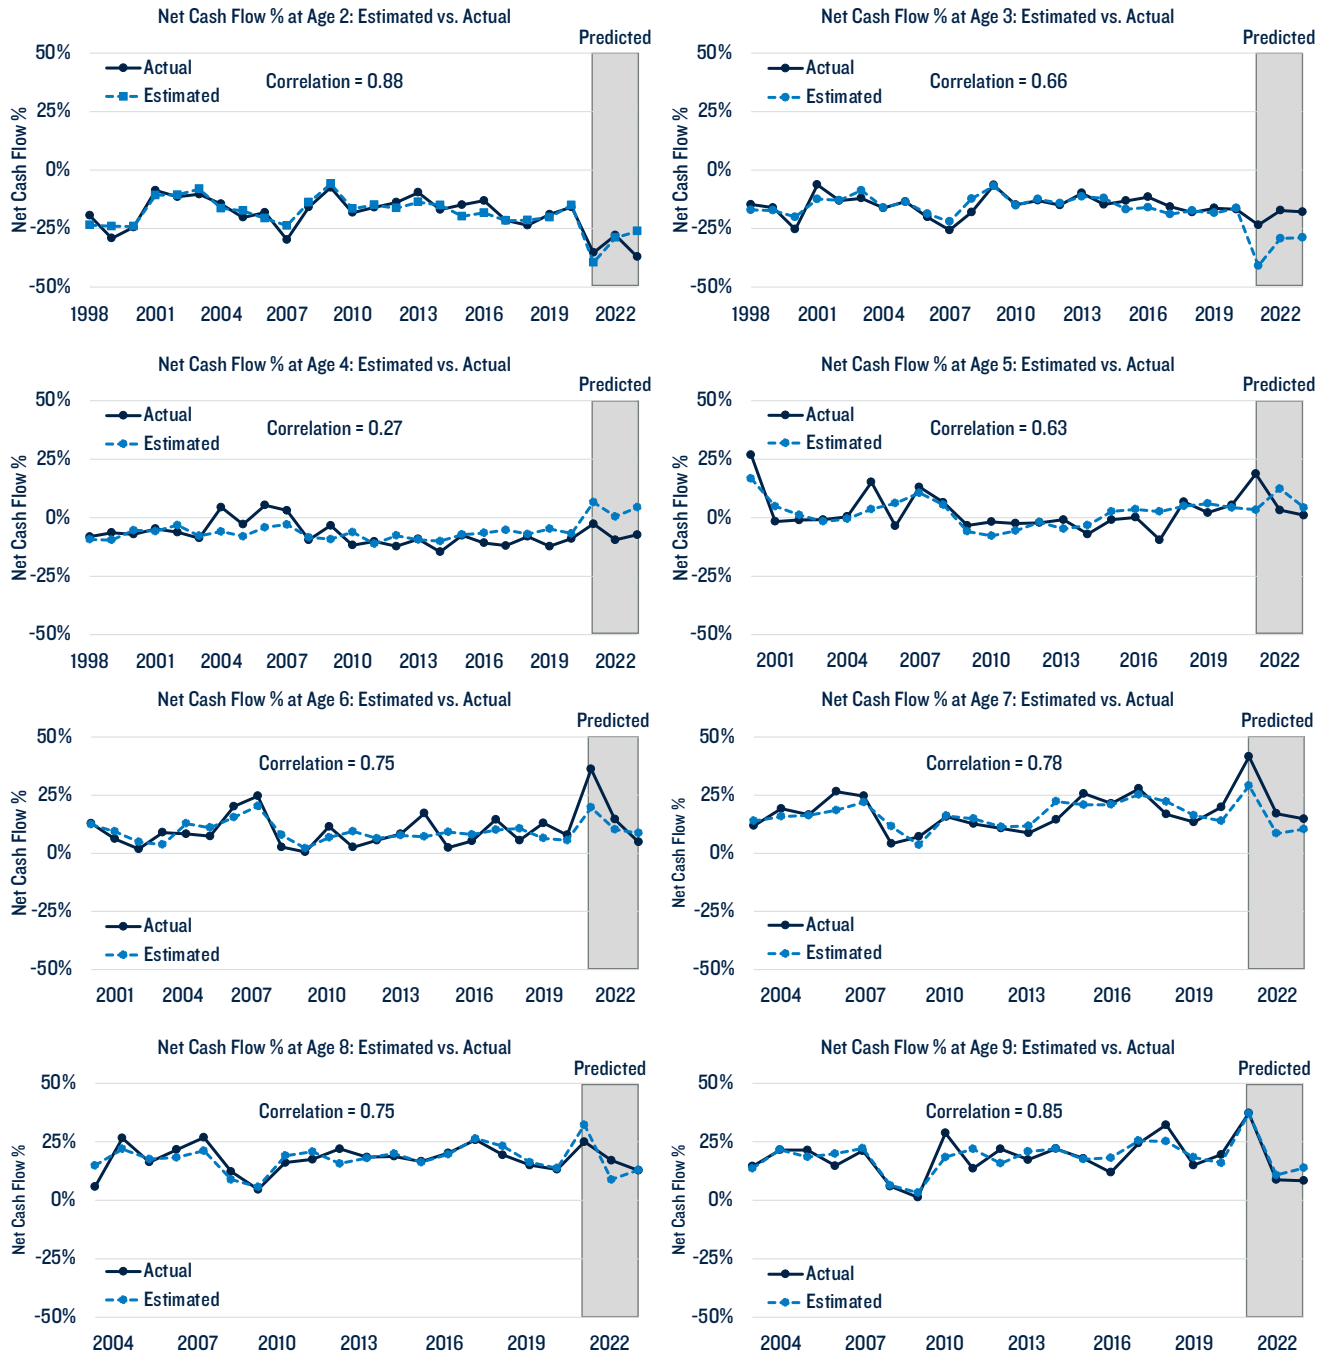 Net Cash Flow % at Age 2: Estimated vs. Actual
Predicted
50%
25%
0%
-25%
-50%
Net Cash Flow %
Actual
Estimated
Correlation = 0.88
1998 2001 2004 2007 2010 2013 2016 2019 2022
Net Cash Flow % at Age 3: Estimated vs. Actual
Predicted
50%
25%
0%
-25%
-50%
Net Cash Flow %
Actual
Estimated
Correlation = 0.66
1998 2001 2004 2007 2010 2013 2016 2019 2022
Net Cash Flow % at Age 4: Estimated vs. Actual
Predicted
50%
25%
0%
-25%
-50%
Net Cash Flow %
Actual
Estimated
Correlation = 0.27
1998 2001 2004 2007 2010 2013 2016 2019 2022
Net Cash Flow % at Age 5: Estimated vs. Actual
Predicted
50%
25%
0%
-25%
-50%
Net Cash Flow %
Actual
Estimated
Correlation = 0.63
2001 2004 2007 2010 2013 2016 2019 2022
Net Cash Flow % at Age 6: Estimated vs. Actual
Predicted
50%
25%
0%
-25%
-50%
Net Cash Flow %
Correlation = 0.75
Actual
Estimated
2001 2004 2007 2010 2013 2016 2019 2022
Net Cash Flow % at Age 7: Estimated vs. Actual
Predicted
50%
25%
0%
-25%
-50%
Net Cash Flow %
Correlation = 0.78
Actual
Estimated
2004 2007 2010 2013 2016 2019 2022
Net Cash Flow % at Age 8: Estimated vs. Actual
Predicted
50%
25%
0%
-25%
-50%
Net Cash Flow %
Correlation = 0.75
Actual
Estimated
2004 2007 2010 2013 2016 2019 2022
Net Cash Flow % at Age 9: Estimated vs. Actual
Predicted
50%
25%
0%
-25%
-50%
Net Cash Flow %
Correlation = 0.85
Actual
Estimated
2004 2007 2010 2013 2016 2019 2022